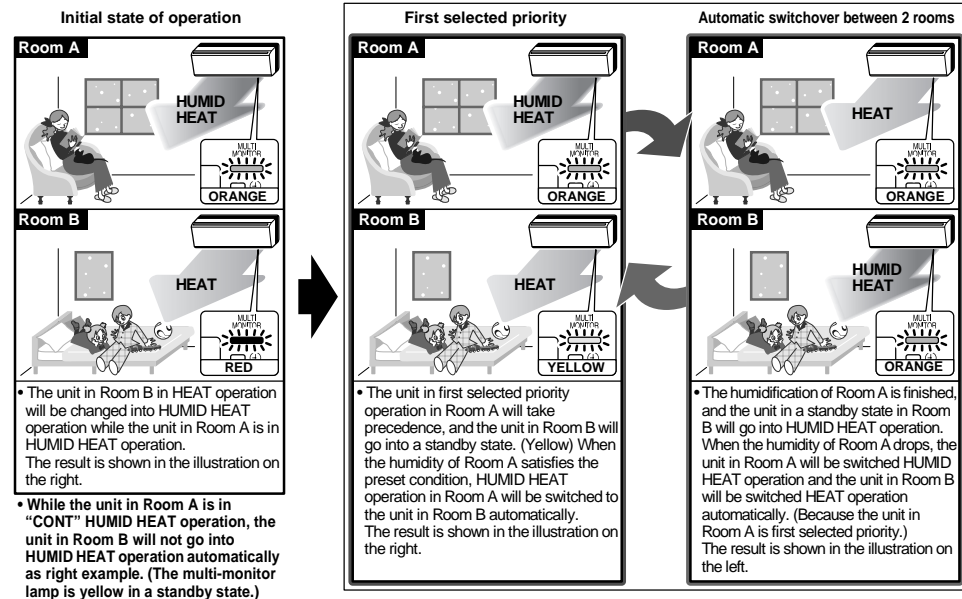 Initial state of operation
Room A
HUMID
HEAT
MULTI
MONITOR
ORANGE
Room B
HEAT
MULTI
MONITOR
RED
• The unit in Room B in HEAT operation
will be changed into HUMID HEAT
operation while the unit in Room A is in
HUMID HEAT operation.
The result is shown in the illustration on
the right.
• While the unit in Room A is in
“CONT” HUMID HEAT operation, the
unit in Room B will not go into
HUMID HEAT operation automatically
as right example. (The multi-monitor
lamp is yellow in a standby state.)
First selected priority
Room A
HUMID
HEAT
MULTI
MONITOR
ORANGE
Room B
HEAT
MULTI
MONITOR
YELLOW
• The unit in first selected priority
operation in Room A will take
precedence, and the unit in Room B will
go into a standby state. (Yellow) When
the humidity of Room A satisfies the
preset condition, HUMID HEAT
operation in Room A will be switched to
the unit in Room B automatically.
The result is shown in the illustration on
the right.
Automatic switchover between 2 rooms
Room A
HEAT
MULTI
MONITOR
ORANGE
Room B
HUMID
HEAT
MULTI
MONITOR
ORANGE
• The humidification of Room A is finished,
and the unit in a standby state in Room
B will go into HUMID HEAT operation.
When the humidity of Room A drops, the
unit in Room A will be switched HUMID
HEAT operation and the unit in Room B
will be switched HEAT operation
automatically. (Because the unit in
Room A is first selected priority.)
The result is shown in the illustration on
the left.